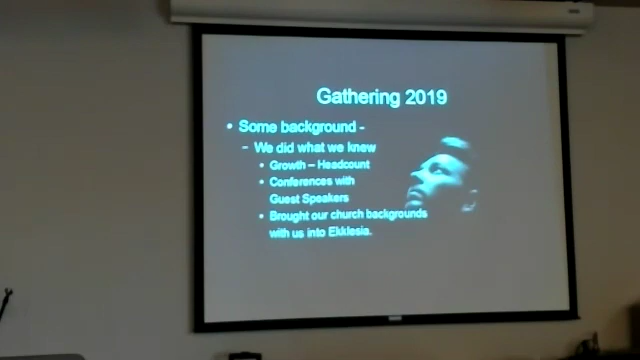 Gathering 2019
• Some background -
– We did what we knew
• Growth – Headcount
• Conferences with
Guest Speakers
• Brought our church backgrounds
with us into Ekklesia.